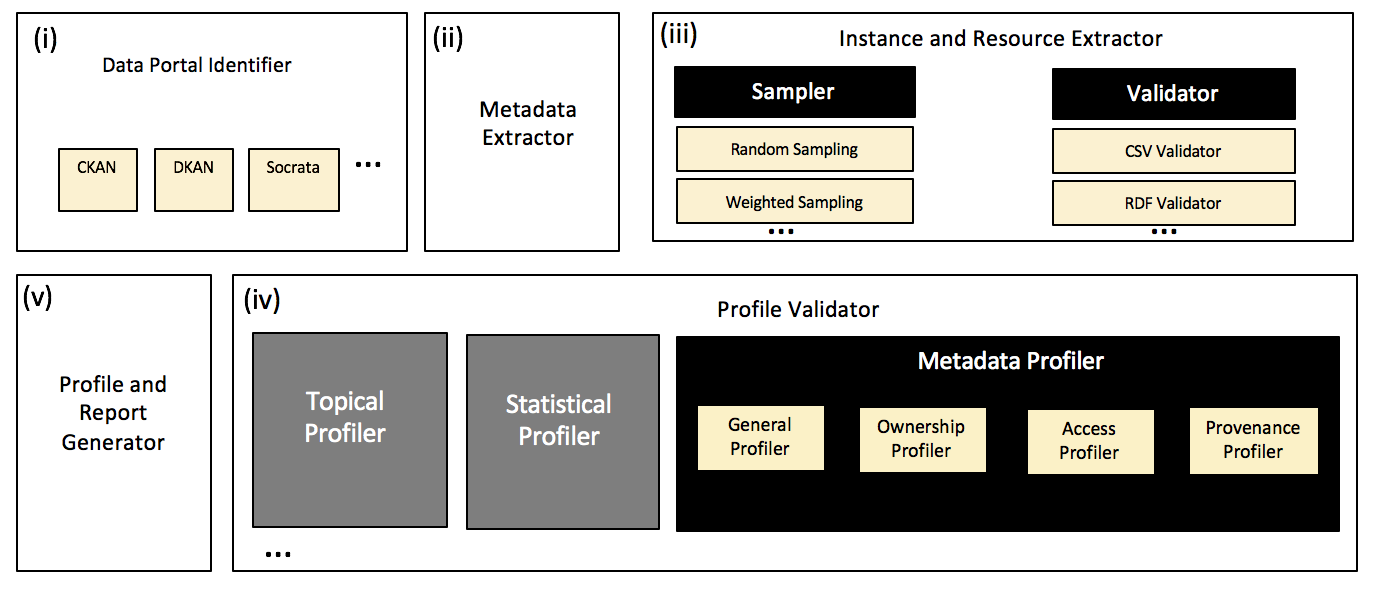 (i)
Data Portal Identifier
CKAN
DKAN
Socrata
...
(ii)
Metadata
Extractor
(iii)
Instance and Resource Extractor
Sampler
Random Sampling
Weighted Sampling
...
Validator
CSV Validator
RDF Validator
...
(v)
Profile and
Report
Generator
(iv)
Profile Validator
Topical
Profiler
...
Statistical
Profiler
Metadata Profiler
General
Profiler
Ownership
Profiler
Access
Profiler
Provenance
Profiler